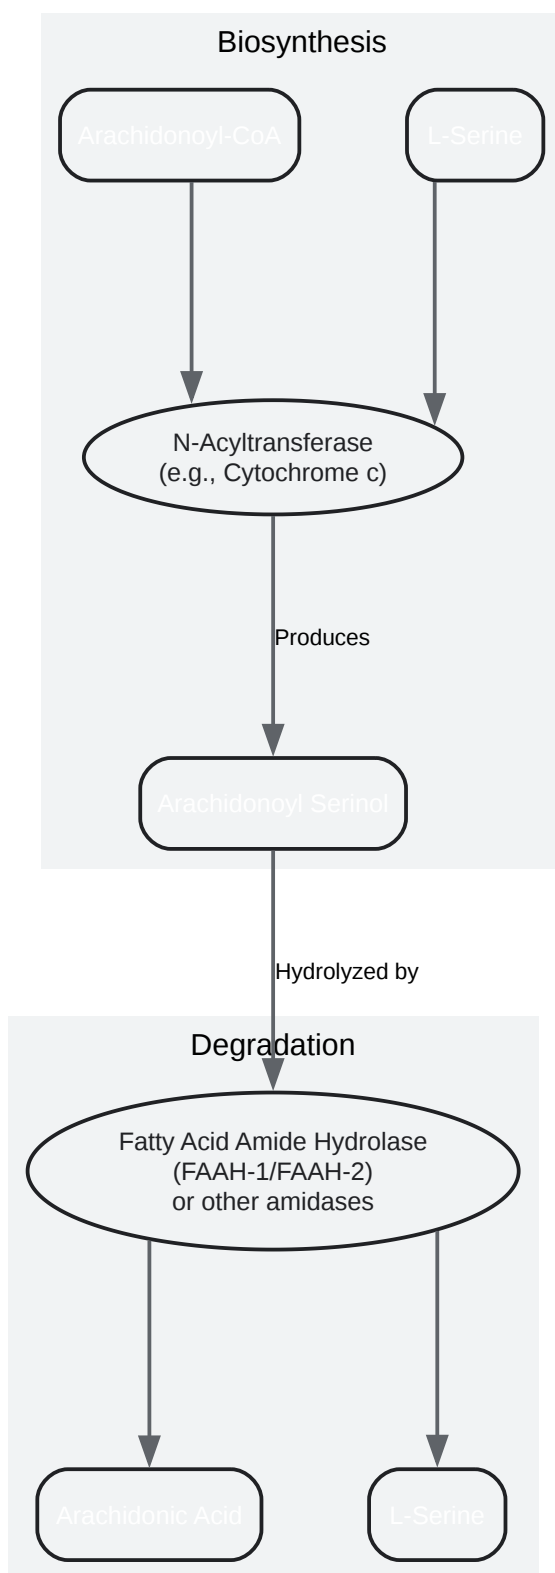 Biosynthesis
Arachidonoyl-CoA
L-Serine
N-Acyltransferase
(e.g., Cytochrome c)
Produces
Arachidonoyl Serinol
Hydrolyzed by
Degradation
Fatty Acid Amide Hydrolase
(FAAH-1/FAAH-2)
or other amidases
Arachidonic Acid
L-Serine